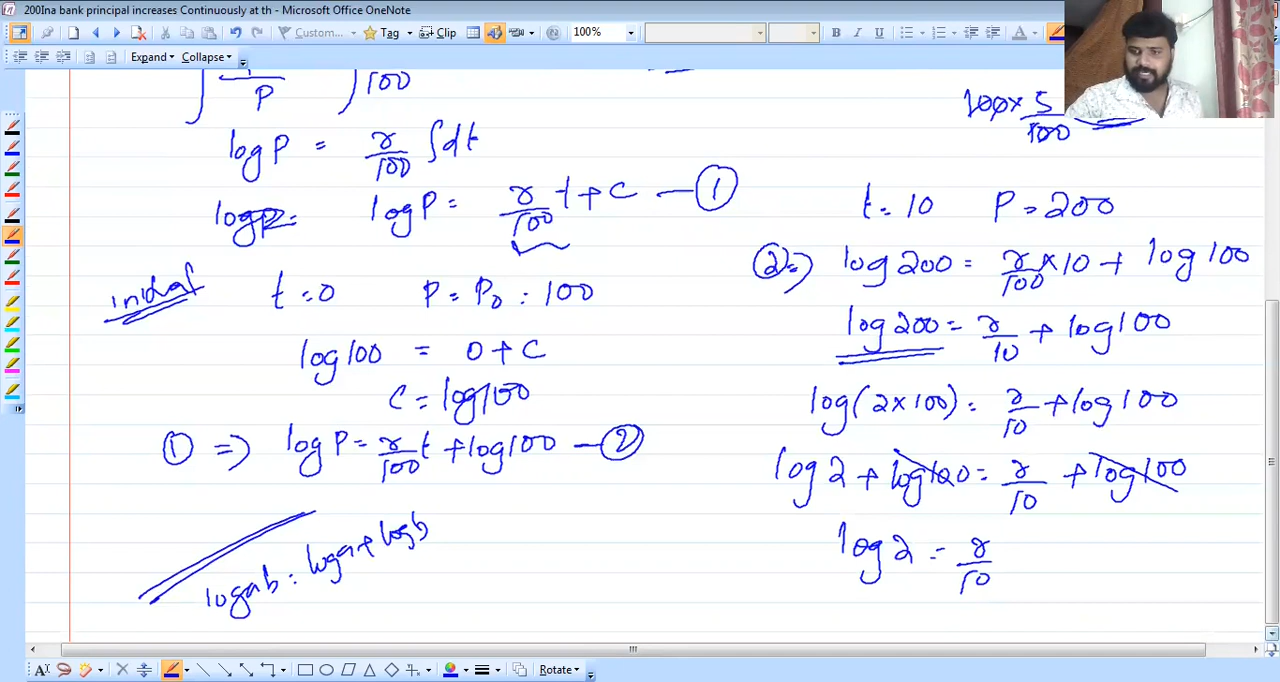 200Ina bank principal increases Continuously at th - Microsoft Office OneNote
Custom... Tag Clip 100% B I U A
Expand Collapse
P 100
log P = r/100 ∫dt
log P = r/100 t + C — ①
initial t = 0 P = P₀ = 100
log 100 = 0 + C
C = log 100
① ⇒ log P = r/100 t + log 100 — ②
log ab = log a + log b
100 × 5/100
t = 10 P = 200
② ⇒ log 200 = r/100 × 10 + log 100
log 200 = r/10 + log 100
log (2 × 100) = r/10 + log 100
log 2 + log 100 = r/10 + log 100
log 2 = r/10
Rotate